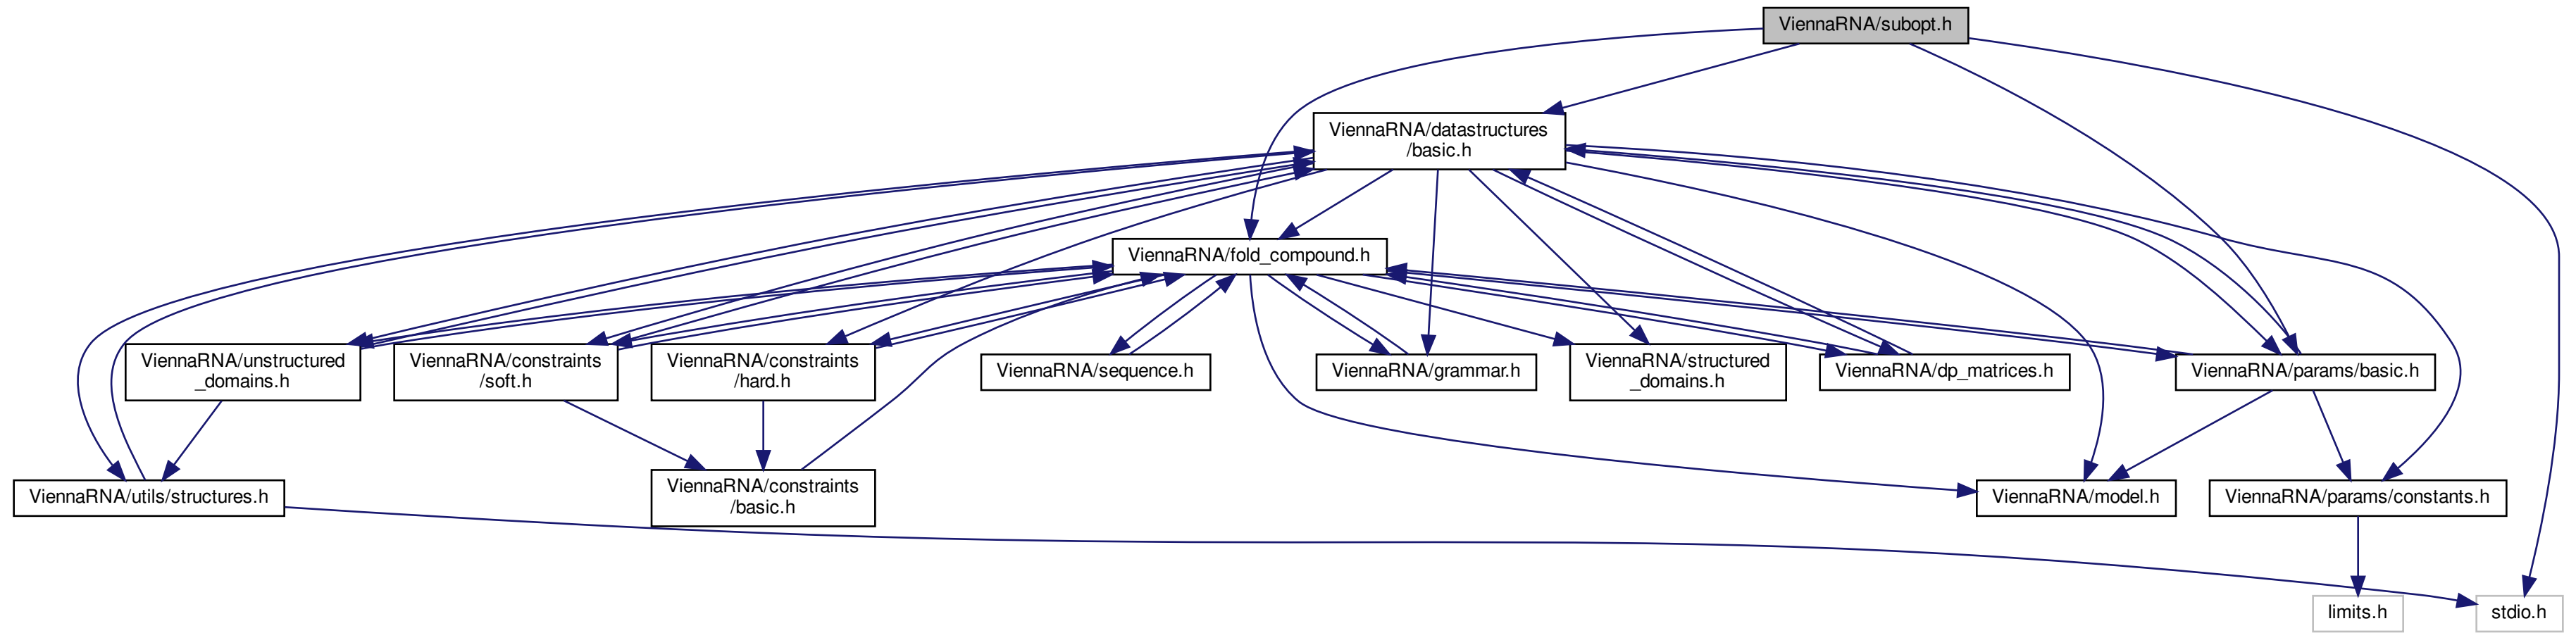 ViennaRNA/subopt.h
ViennaRNA/datastructures
/basic.h
ViennaRNA/fold_compound.h
ViennaRNA/unstructured
_domains.h
ViennaRNA/constraints
/soft.h
ViennaRNA/constraints
/hard.h
ViennaRNA/sequence.h
ViennaRNA/grammar.h
ViennaRNA/structured
_domains.h
ViennaRNA/dp_matrices.h
ViennaRNA/params/basic.h
ViennaRNA/utils/structures.h
ViennaRNA/constraints
/basic.h
ViennaRNA/model.h
ViennaRNA/params/constants.h
limits.h
stdio.h